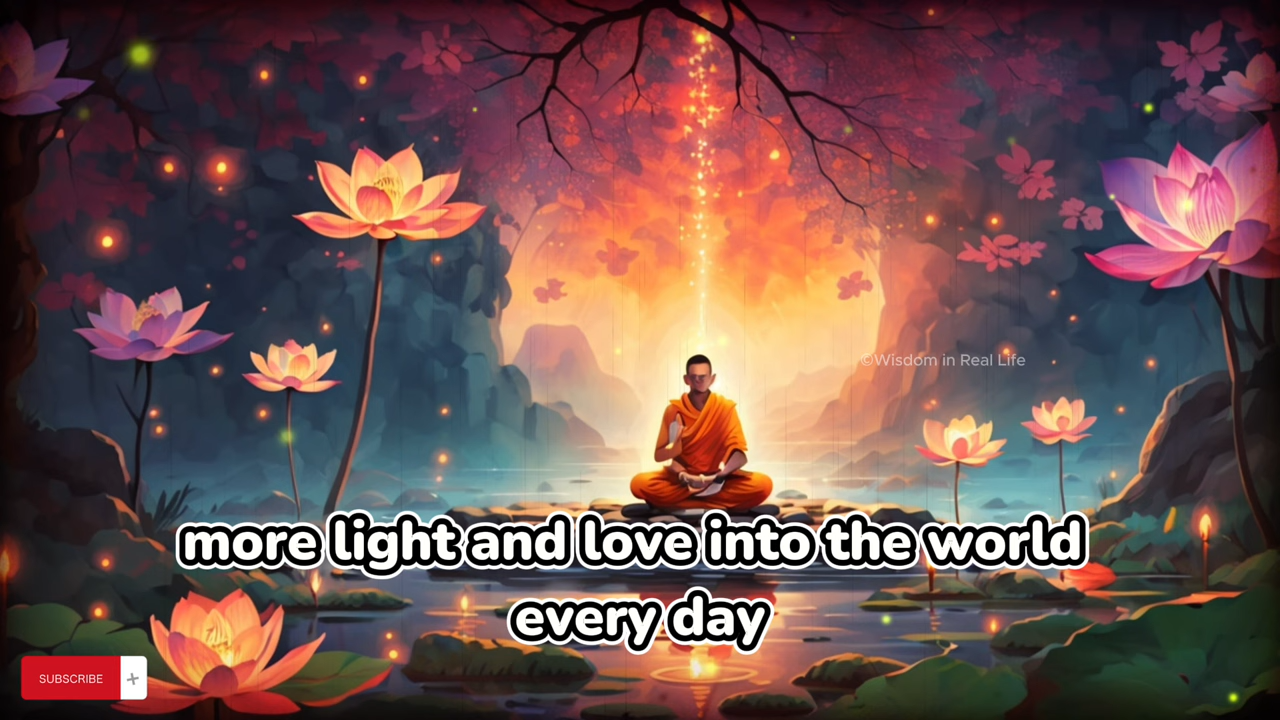 ©Wisdom in Real Life
more light and love into the world
every day
SUBSCRIBE +